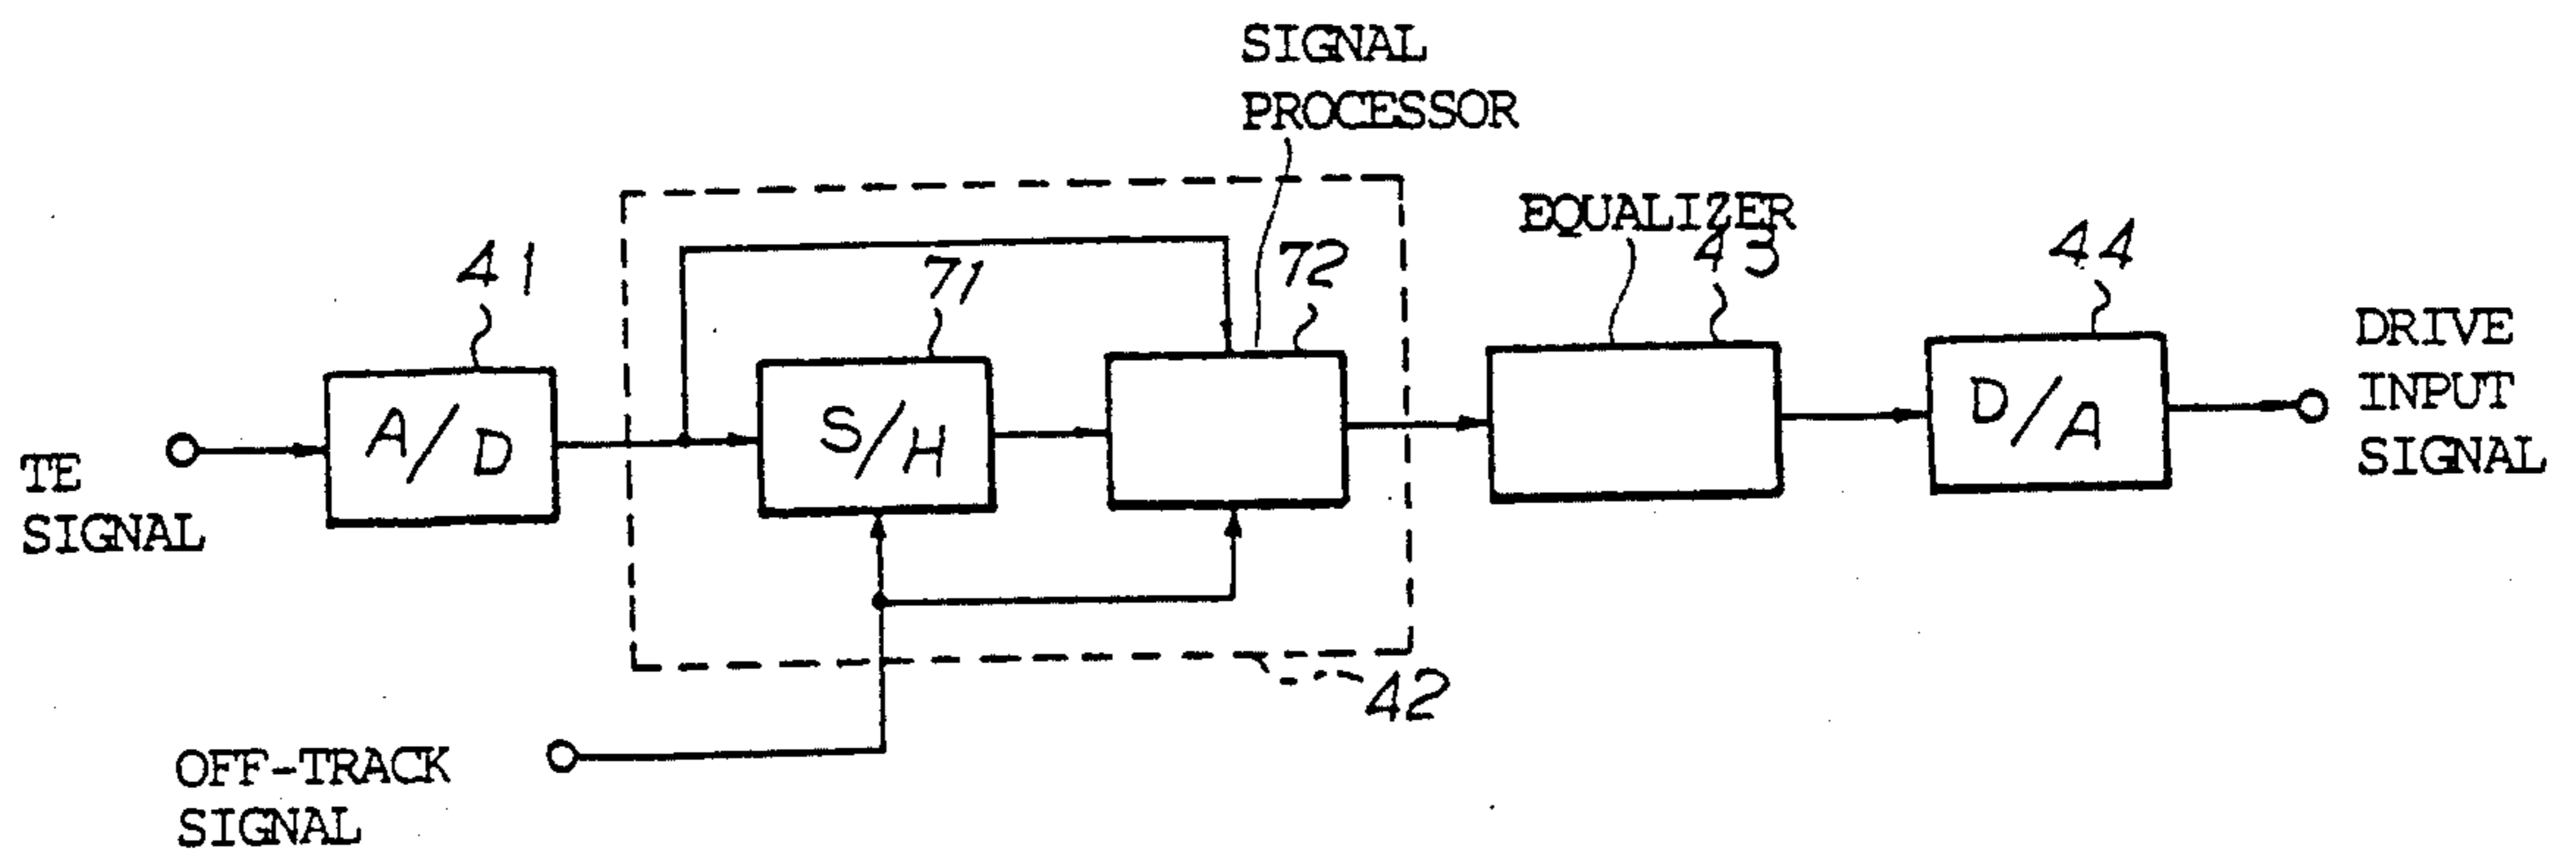 SIGNAL
PROCESSOR
EQUALIZER
41
71
72
43
44
A/D
S/H
D/A
TE
SIGNAL
DRIVE
INPUT
SIGNAL
42
OFF-TRACK
SIGNAL